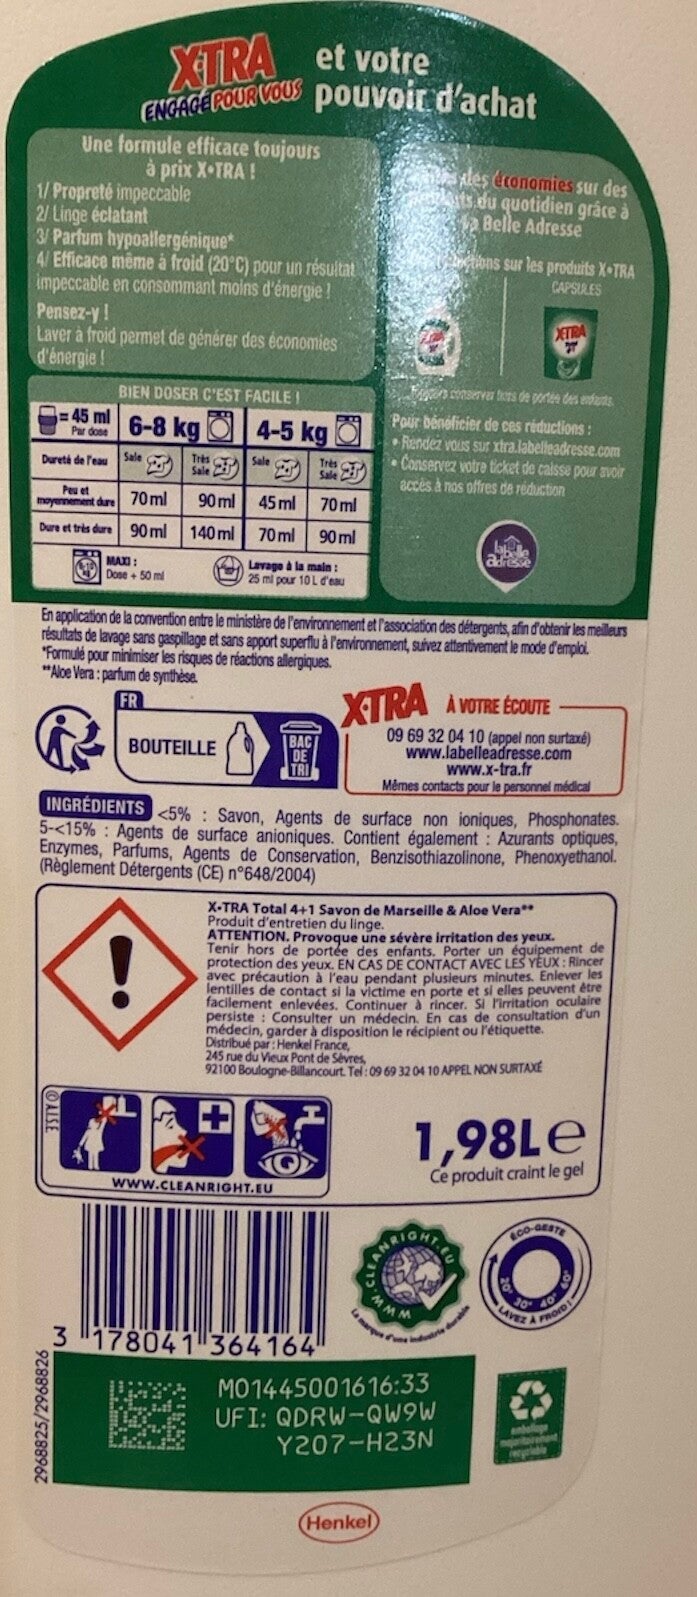 X•TRA et votre
ENGAGÉ POUR VOUS pouvoir d'achat
Une formule efficace toujours
à prix X•TRA !
1/ Propreté impeccable
2/ Linge éclatant
3/ Parfum hypoallergénique*
4/ Efficace même à froid (20°C) pour un résultat
impeccable en consommant moins d'énergie !
Pensez-y !
Laver à froid permet de générer des économies
d'énergie !
des économies sur des
du quotidien grâce à
Belle Adresse
sur les produits X•TRA
CAPSULES
X•TRA
conserver hors de portée des enfants.
Pour bénéficier de ces réductions :
• Rendez vous sur xtra.labelleadresse.com
• Conservez votre ticket de caisse pour avoir
accès à nos offres de réduction
la belle
adresse
BIEN DOSER C'EST FACILE !
= 45 ml
Par dose
6-8 kg 4-5 kg
Dureté de l'eau Sale Très Sale Sale Très Sale
Peu et
moyennement dure 70 ml 90 ml 45 ml 70 ml
Dure et très dure 90 ml 140 ml 70 ml 90 ml
MAXI :
Dose + 50 ml
Lavage à la main :
25 ml pour 10 L d'eau
En application de la convention entre le ministère de l'environnement et l'association des détergents, afin d'obtenir les meilleurs
résultats de lavage sans gaspillage et sans apport superflu à l'environnement, suivez attentivement le mode d'emploi.
*Formulé pour minimiser les risques de réactions allergiques.
**Aloe Vera : parfum de synthèse.
FR
BOUTEILLE
BAC
DE
TRI
X•TRA À VOTRE ÉCOUTE
09 69 32 04 10 (appel non surtaxé)
www.labelleadresse.com
www.x-tra.fr
Mêmes contacts pour le personnel médical
INGRÉDIENTS <5% : Savon, Agents de surface non ioniques, Phosphonates.
5-<15% : Agents de surface anioniques. Contient également : Azurants optiques,
Enzymes, Parfums, Agents de Conservation, Benzisothiazolinone, Phenoxyethanol.
(Règlement Détergents (CE) n°648/2004)
X•TRA Total 4+1 Savon de Marseille & Aloe Vera**
Produit d'entretien du linge.
ATTENTION. Provoque une sévère irritation des yeux.
Tenir hors de portée des enfants. Porter un équipement de
protection des yeux. EN CAS DE CONTACT AVEC LES YEUX : Rincer
avec précaution à l'eau pendant plusieurs minutes. Enlever les
lentilles de contact si la victime en porte et si elles peuvent être
facilement enlevées. Continuer à rincer. Si l'irritation oculaire
persiste : Consulter un médecin. En cas de consultation d'un
médecin, garder à disposition le récipient ou l'étiquette.
Distribué par : Henkel France,
245 rue du Vieux Pont de Sèvres,
92100 Boulogne-Billancourt. Tel : 09 69 32 04 10 APPEL NON SURTAXÉ
© AISE
WWW.CLEANRIGHT.EU
1,98L e
Ce produit craint le gel
WWW.CLEANRIGHT.EU
La marque d'une industrie durable
ÉCO-GESTE
20° 30° 40° 60°
LAVEZ À FROID !
3 178041 364164
2968825/2968826
M01445001616:33
UFI: QDRW-QW9W
Y207-H23N
emballage
majoritairement
recyclable
Henkel